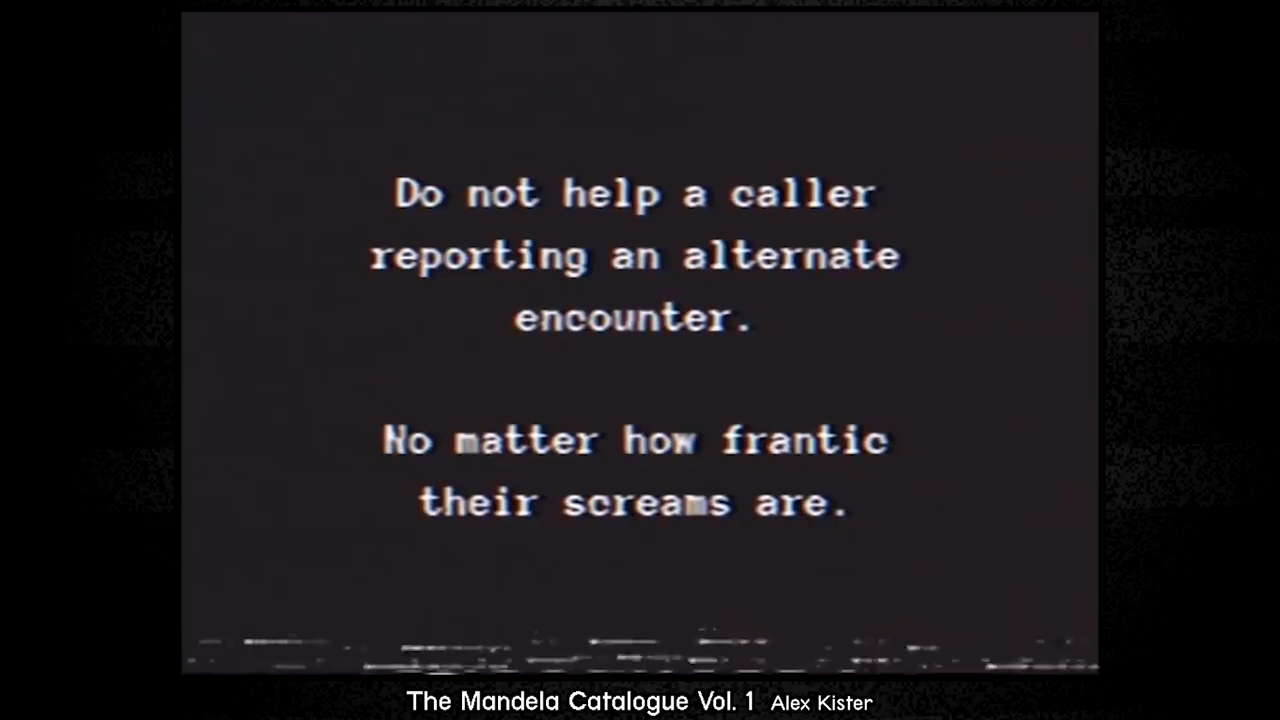 Do not help a caller
reporting an alternate
encounter.
No matter how frantic
their screams are.
The Mandela Catalogue Vol. 1 Alex Kister